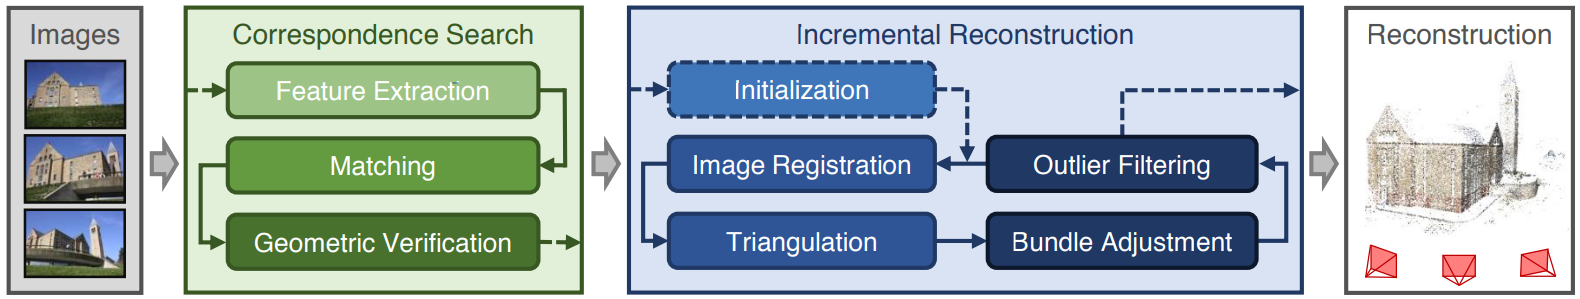 Images
Correspondence Search
Feature Extraction
Matching
Geometric Verification
Incremental Reconstruction
Initialization
Image Registration
Outlier Filtering
Triangulation
Bundle Adjustment
Reconstruction